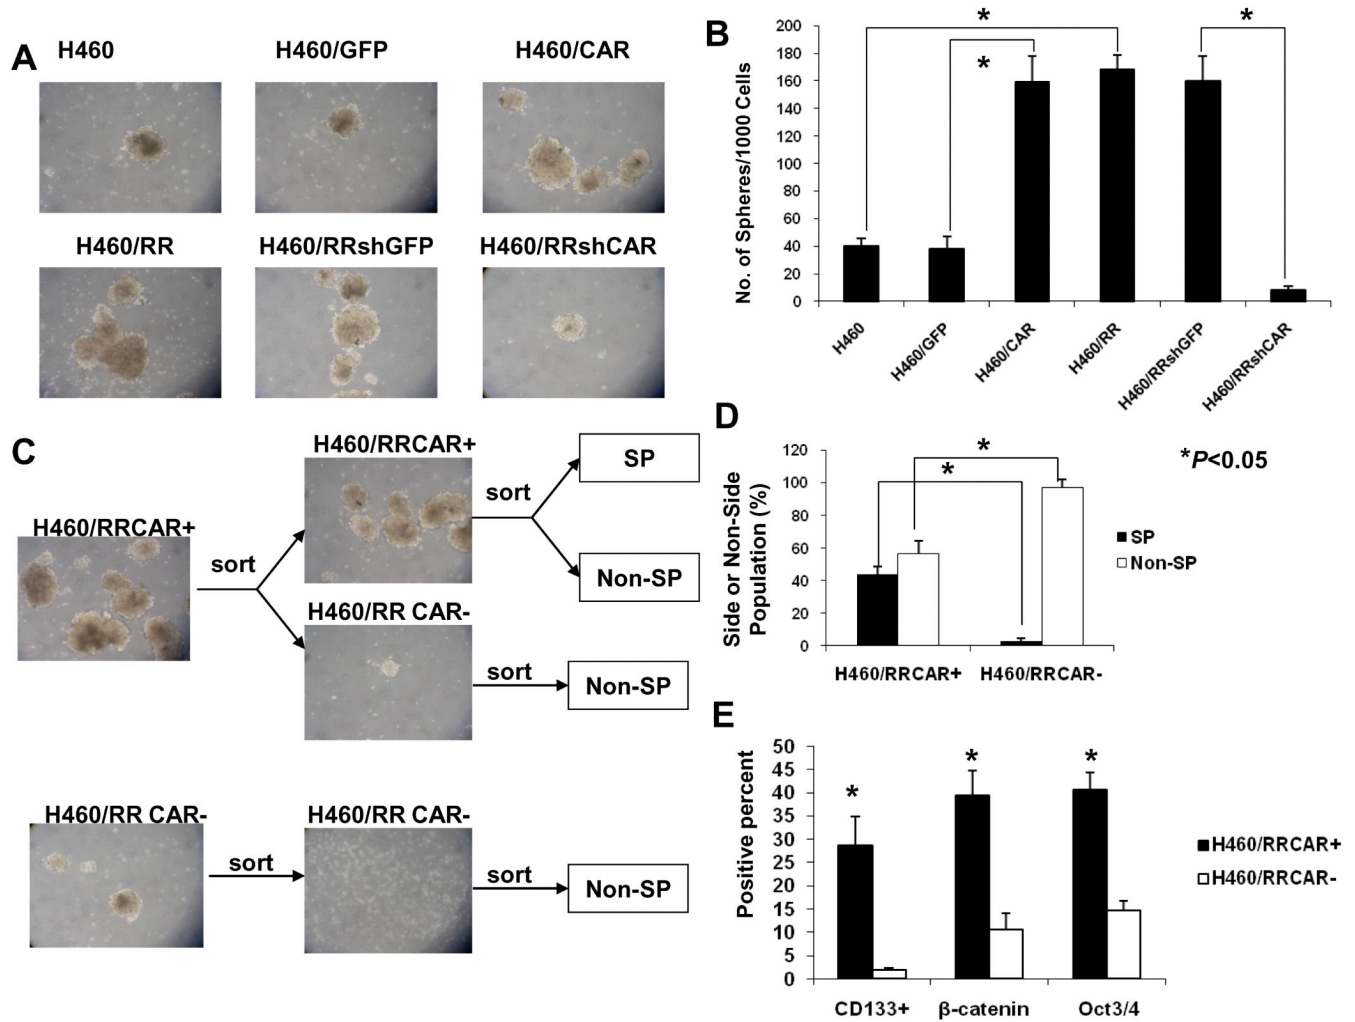 A
H460
H460/GFP
H460/CAR
H460/RR
H460/RRshGFP
H460/RRshCAR
B
No. of Spheres/1000 Cells
200
180
160
140
120
100
80
60
40
20
0
*
*
*
H460
H460/GFP
H460/CAR
H460/RR
H460/RRshGFP
H460/RRshCAR
C
H460/RRCAR+
sort
H460/RRCAR+
sort
SP
Non-SP
H460/RR CAR-
sort
Non-SP
H460/RR CAR-
sort
H460/RR CAR-
sort
Non-SP
D
Side or Non-Side
Population (%)
120
100
80
60
40
20
0
*
*
*P<0.05
SP
Non-SP
H460/RRCAR+
H460/RRCAR-
E
Positive percent
50
45
40
35
30
25
20
15
10
5
0
*
*
*
H460/RRCAR+
H460/RRCAR-
CD133+
β-catenin
Oct3/4